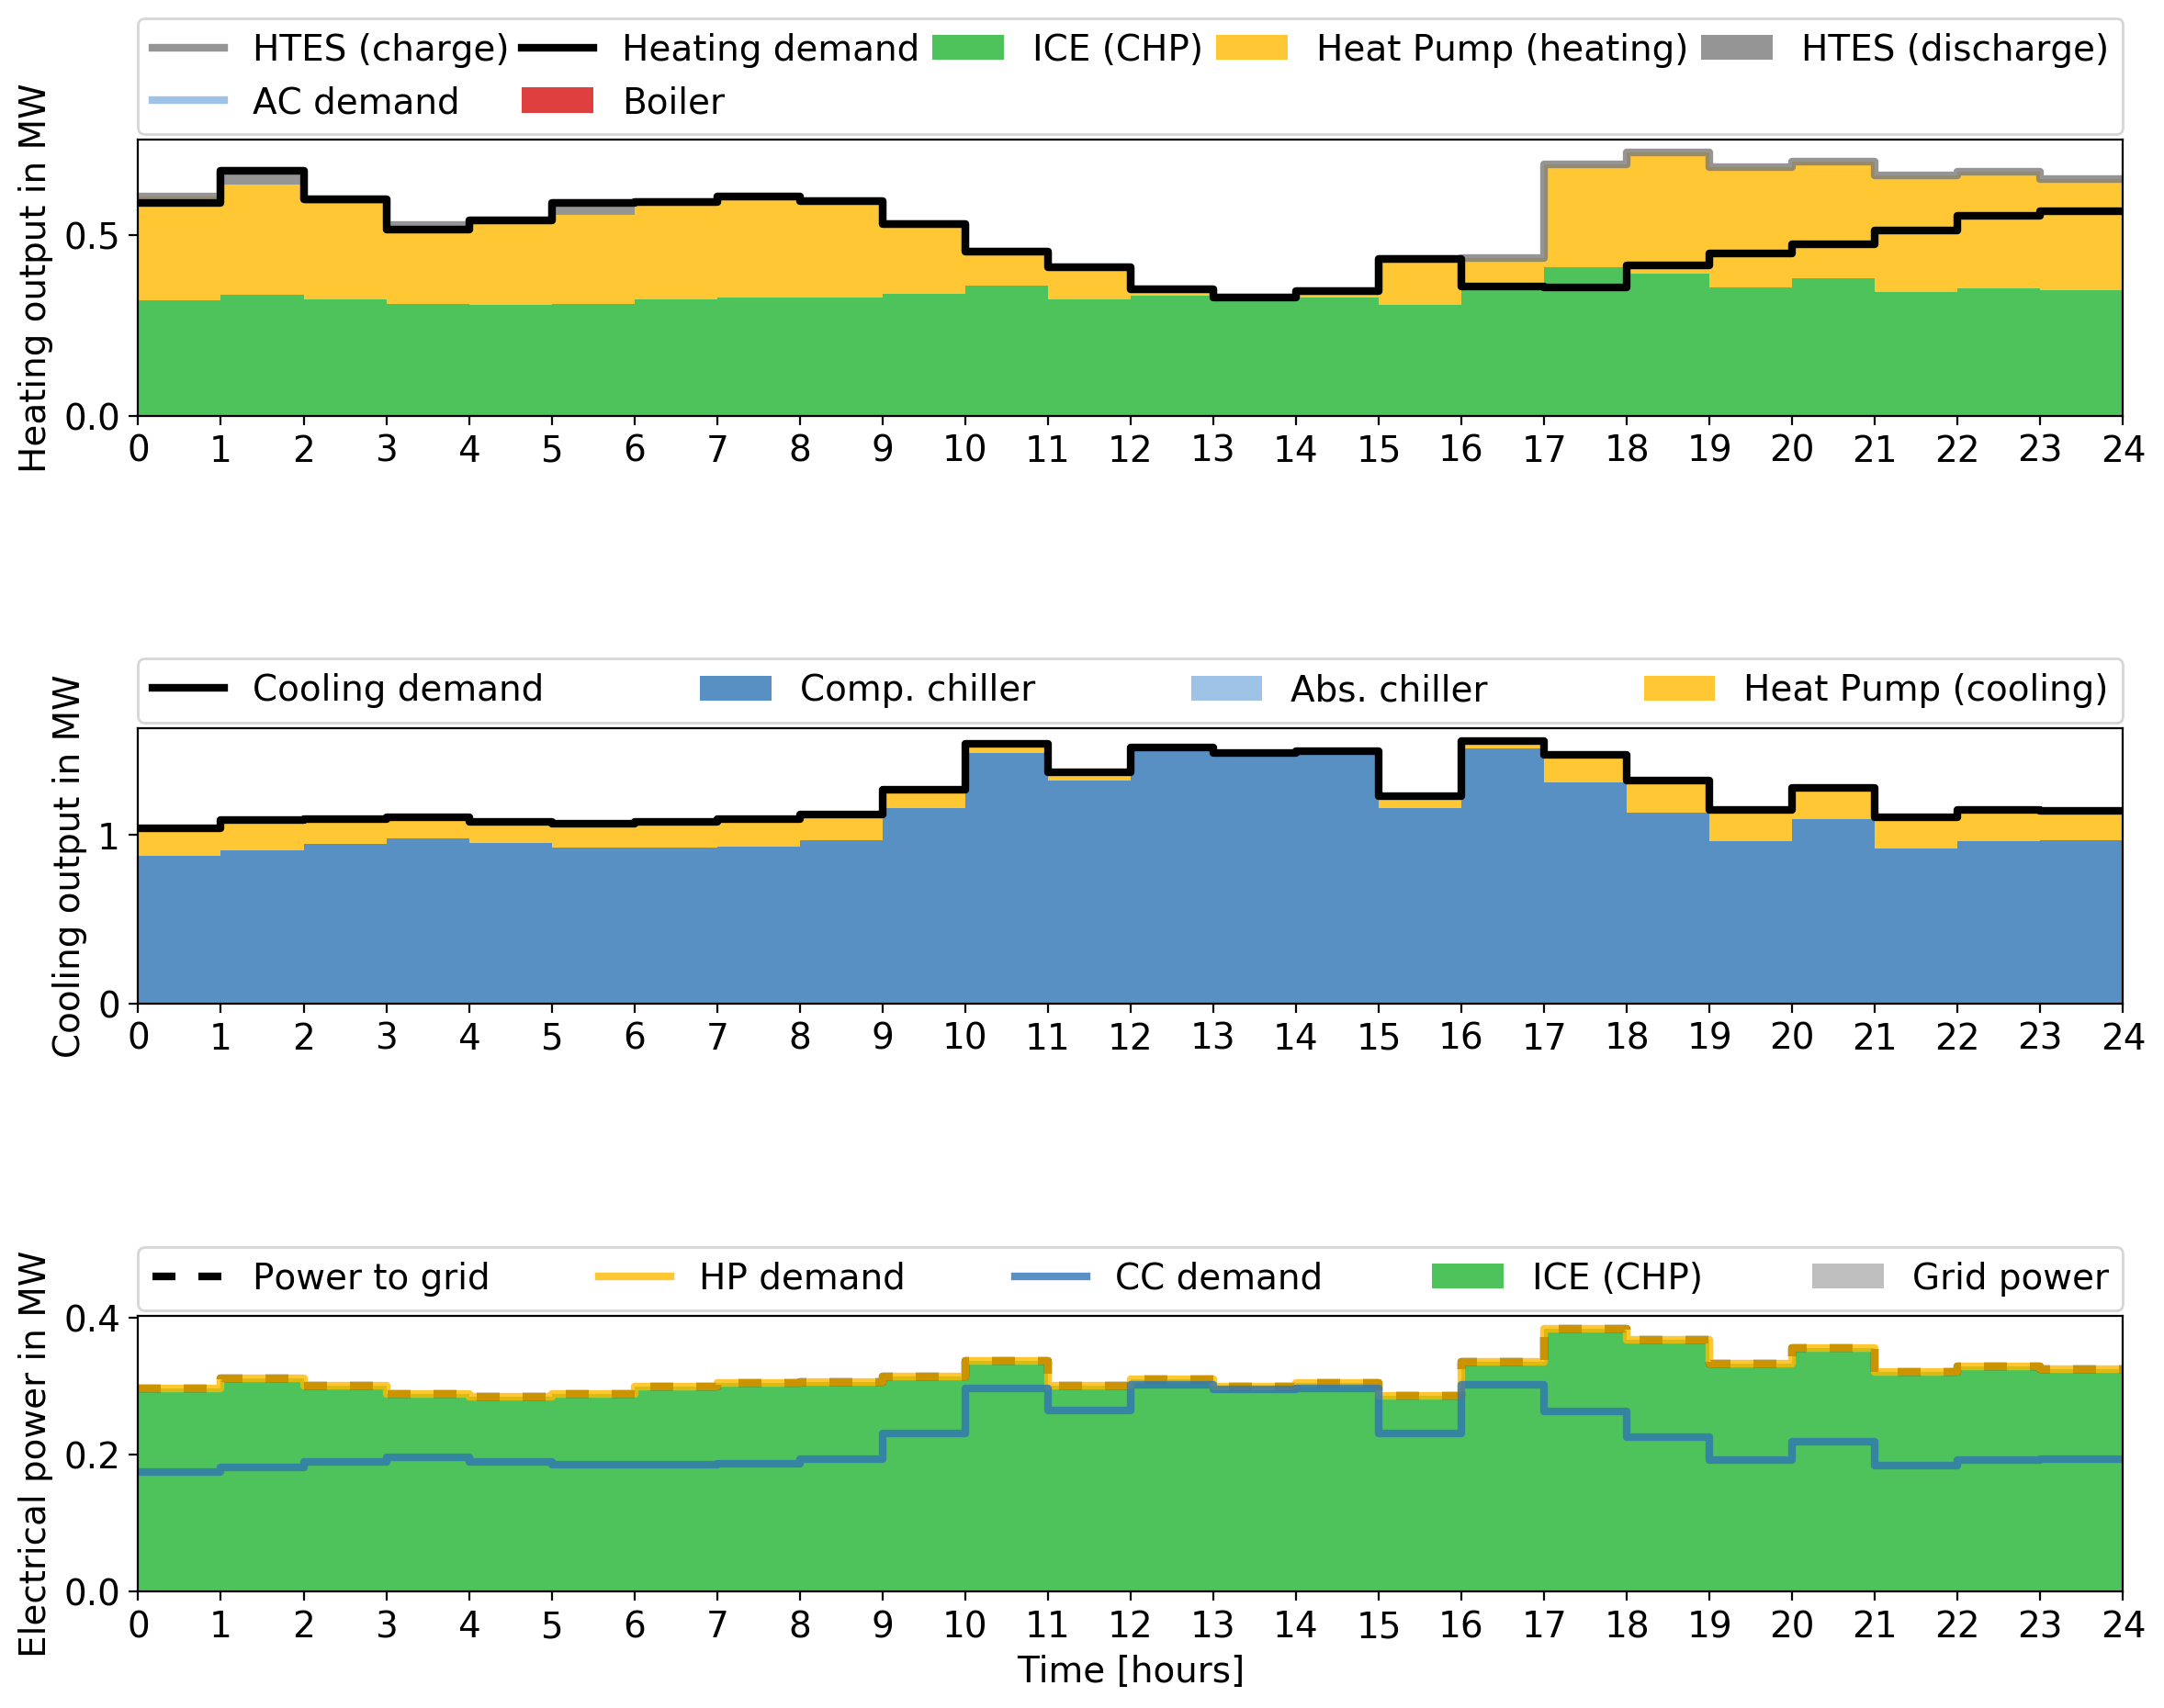 HTES (charge) Heating demand ICE (CHP) Heat Pump (heating) HTES (discharge)
AC demand Boiler
Heating output in MW
0.5
0.0
0 1 2 3 4 5 6 7 8 9 10 11 12 13 14 15 16 17 18 19 20 21 22 23 24
Cooling demand Comp. chiller Abs. chiller Heat Pump (cooling)
Cooling output in MW
1
0
0 1 2 3 4 5 6 7 8 9 10 11 12 13 14 15 16 17 18 19 20 21 22 23 24
Power to grid HP demand CC demand ICE (CHP) Grid power
Electrical power in MW
0.4
0.2
0.0
0 1 2 3 4 5 6 7 8 9 10 11 12 13 14 15 16 17 18 19 20 21 22 23 24
Time [hours]